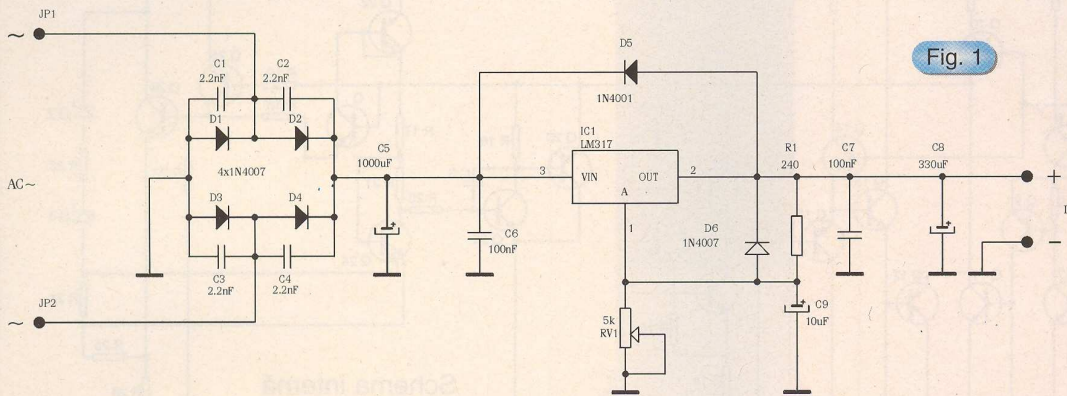 JP1
~
C1
2.2nF
C2
2.2nF
D1
D2
4x1N4007
AC~
D3
D4
C3
2.2nF
C4
2.2nF
JP2
~
C5
1000uF
+
C6
100nF
D5
1N4001
IC1
LM317
3
VIN
OUT
2
A
1
D6
1N4007
R1
240
C7
100nF
C8
330uF
+
+
−
5k
RV1
C9
+
10uF
Fig. 1
Schema internă